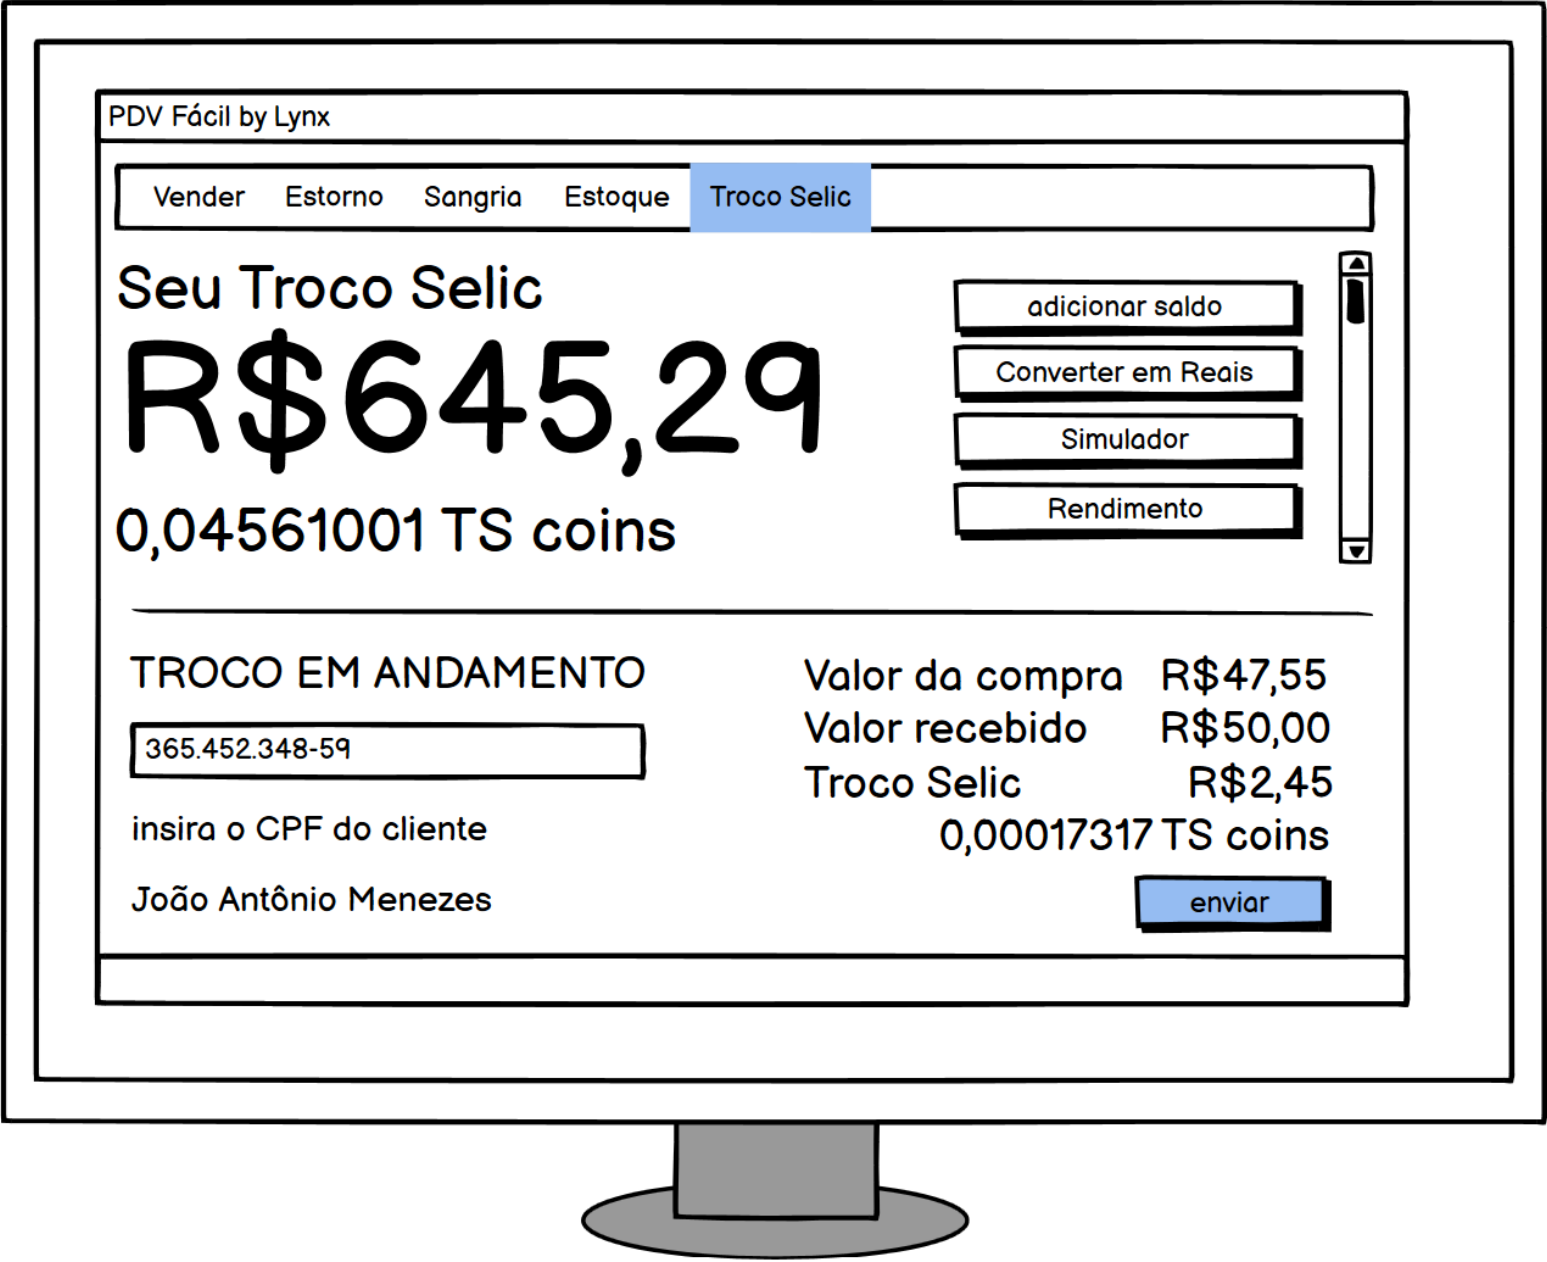 PDV Fácil by Lynx
Vender Estorno Sangria Estoque Troco Selic
Seu Troco Selic
R$645,29
0,04561001 TS coins
adicionar saldo
Converter em Reais
Simulador
Rendimento
TROCO EM ANDAMENTO
365.452.348-59
insira o CPF do cliente
João Antônio Menezes
Valor da compra R$47,55
Valor recebido R$50,00
Troco Selic R$2,45
0,00017317 TS coins
enviar